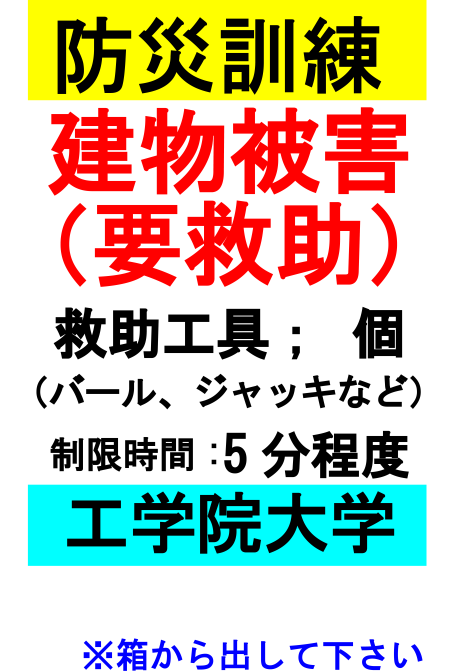 防災訓練
建物被害
(要救助)
救助工具； 個
(バール、ジャッキなど)
制限時間：5分程度
工学院大学
※箱から出して下さい